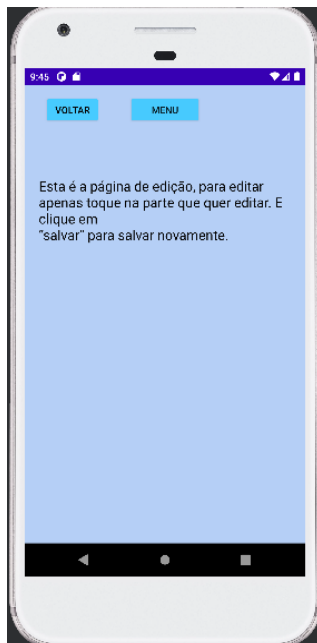 9:45
VOLTAR MENU
Esta é a página de edição, para editar
apenas toque na parte que quer editar. E
clique em
"salvar" para salvar novamente.